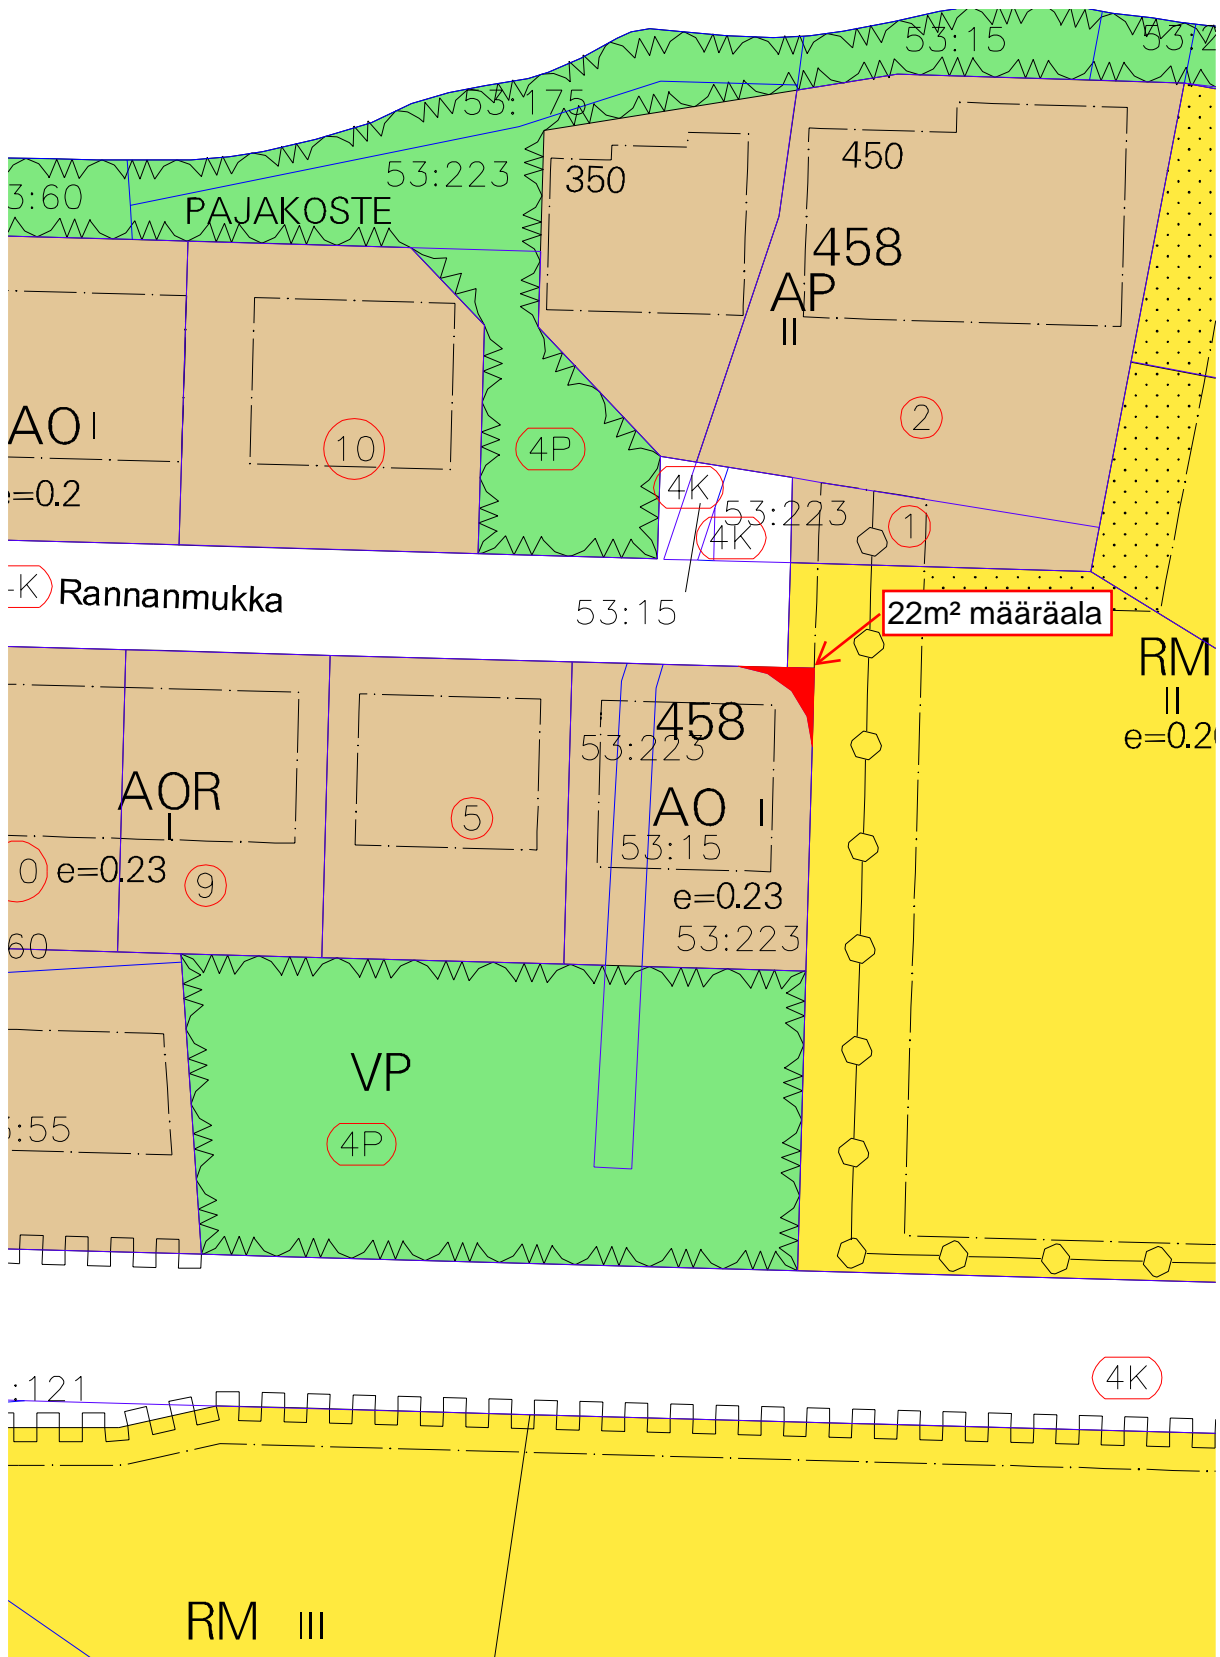 53:15
53:2
53:175
53:223
3:60
PAJAKOSTE
350
450
458
AP
II
AO I
10
4P
2
e=0.2
4K
53:223
4K
1
-K
Rannanmukka
53:15
22m² määräala
RM
II
e=0.20
458
53:223
AOR
I
5
AO I
53:15
0
e=0.23
9
e=0.23
53:223
60
VP
:55
4P
4K
:121
RM III